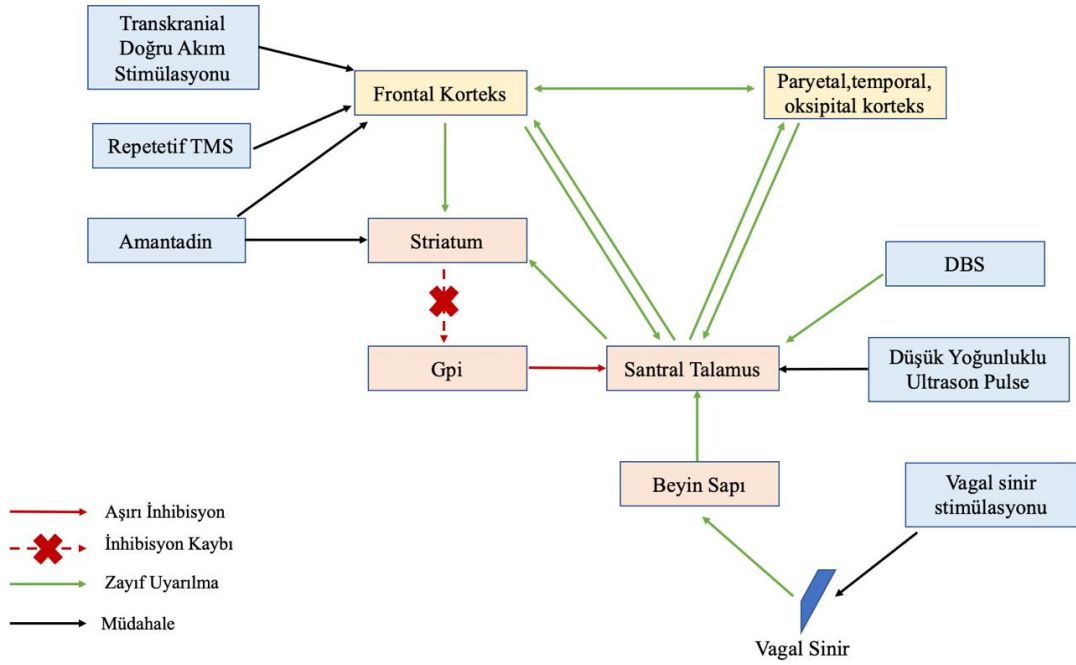 Transkranial
Doğru Akım
Stimülasyonu
Frontal Korteks
Paryetal,temporal,
oksipital korteks
Repetetif TMS
Amantadin
Striatum
DBS
Gpi
Santral Talamus
Düşük Yoğunluklu
Ultrason Pulse
Beyin Sapı
Vagal sinir
stimülasyonu
Aşırı İnhibisyon
İnhibisyon Kaybı
Zayıf Uyarılma
Müdahale
Vagal Sinir